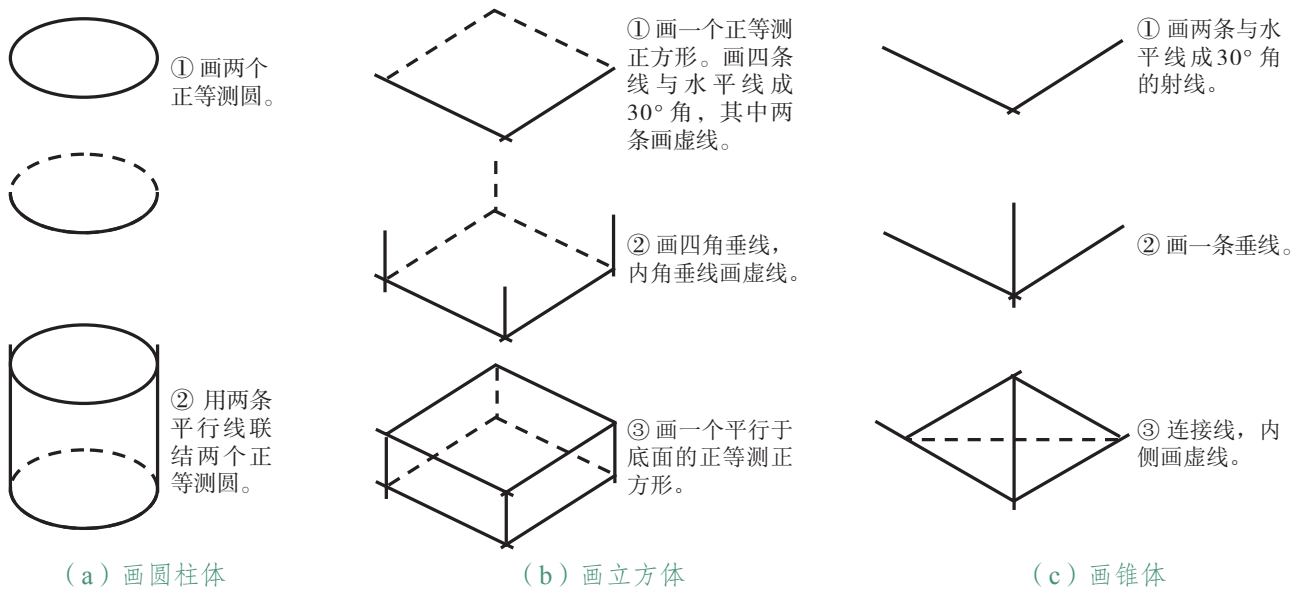 ① 画两个
正等测圆。
② 用两条
平行线联
结两个正
等测圆。
(a) 画圆柱体
① 画一个正等测
正方形。画四条
线与水平线成
30° 角，其中两
条画虚线。
② 画四角垂线，
内角垂线画虚线。
③ 画一个平行于
底面的正等测正
方形。
(b) 画立方体
① 画两条与水
平线成30° 角
的射线。
② 画一条垂线。
③ 连接线，内
侧画虚线。
(c) 画锥体